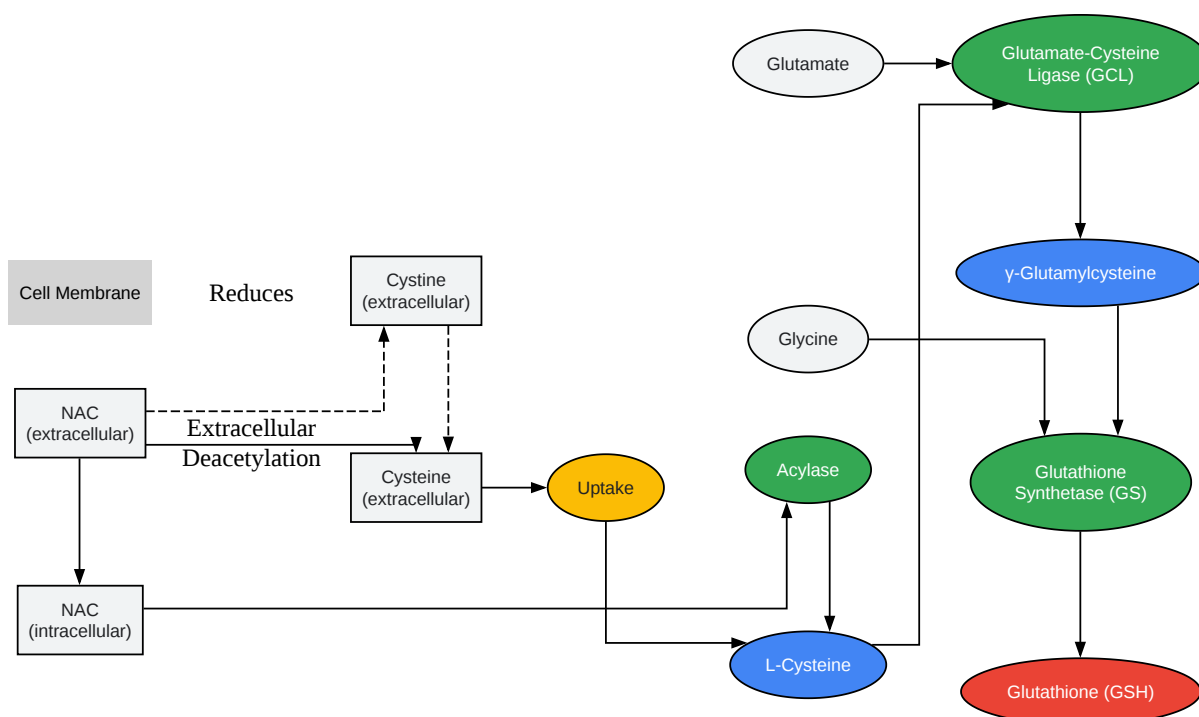 Glutamate
Glutamate-Cysteine
Ligase (GCL)
Cell Membrane
Reduces
Cystine
(extracellular)
γ-Glutamylcysteine
Glycine
NAC
(extracellular)
Extracellular
Deacetylation
Cysteine
(extracellular)
Uptake
Acylase
Glutathione
Synthetase (GS)
NAC
(intracellular)
L-Cysteine
Glutathione (GSH)